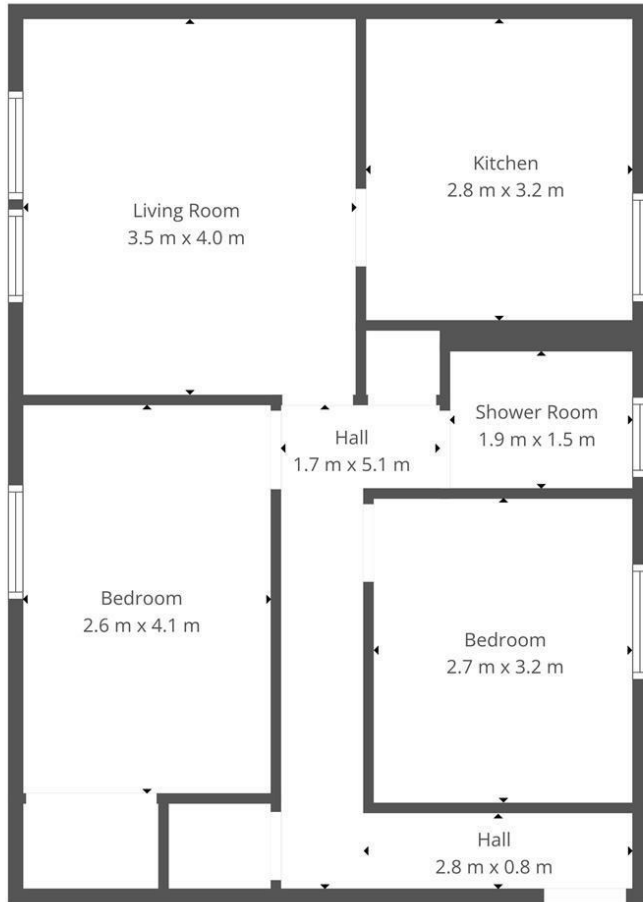 Kitchen
2.8 m x 3.2 m
Living Room
3.5 m x 4.0 m
Shower Room
1.9 m x 1.5 m
Hall
1.7 m x 5.1 m
Bedroom
2.6 m x 4.1 m
Bedroom
2.7 m x 3.2 m
Hall
2.8 m x 0.8 m